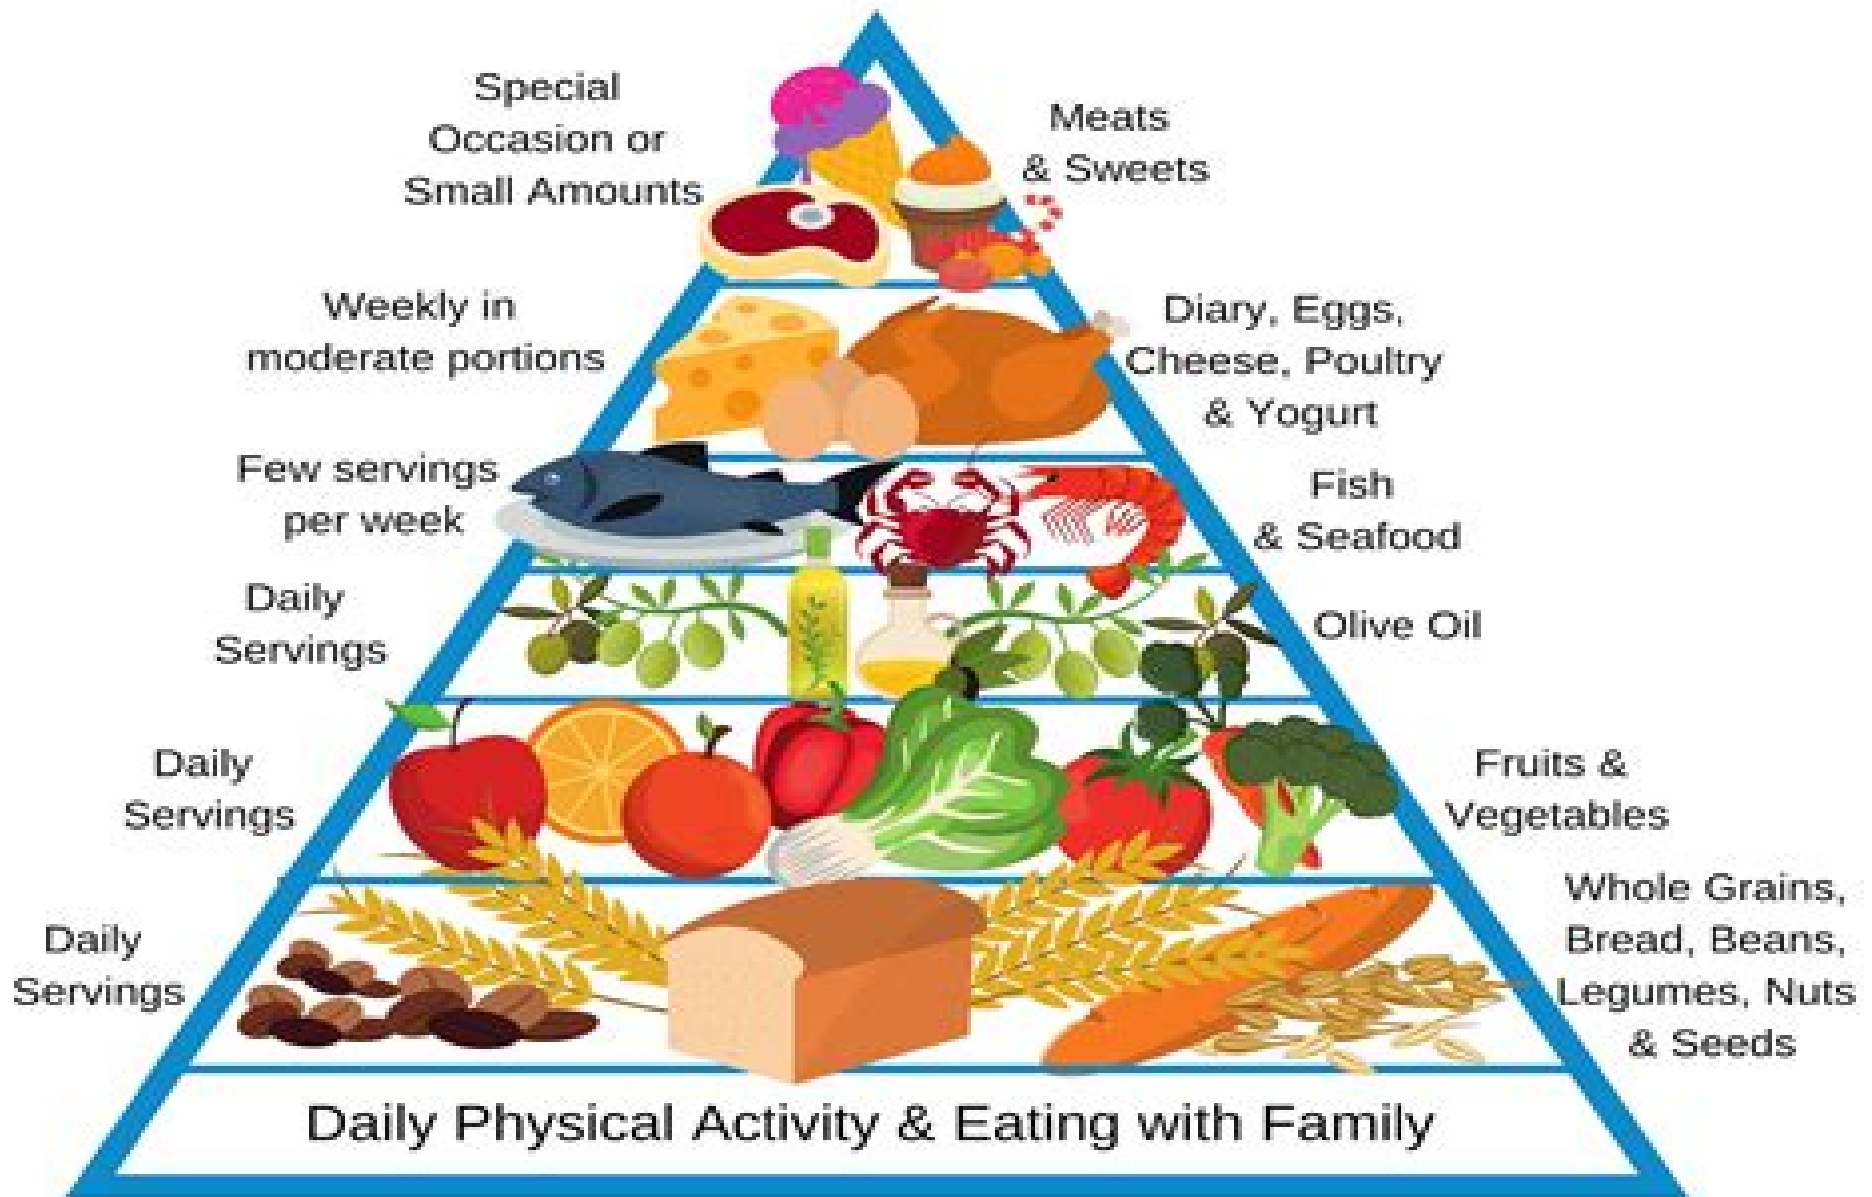 Special
Occasion or
Small Amounts
Meats
& Sweets
Weekly in
moderate portions
Diary, Eggs,
Cheese, Poultry
& Yogurt
Few servings
per week
Fish
& Seafood
Daily
Servings
Olive Oil
Daily
Servings
Fruits &
Vegetables
Daily
Servings
Whole Grains,
Bread, Beans,
Legumes, Nuts
& Seeds
Daily Physical Activity & Eating with Family